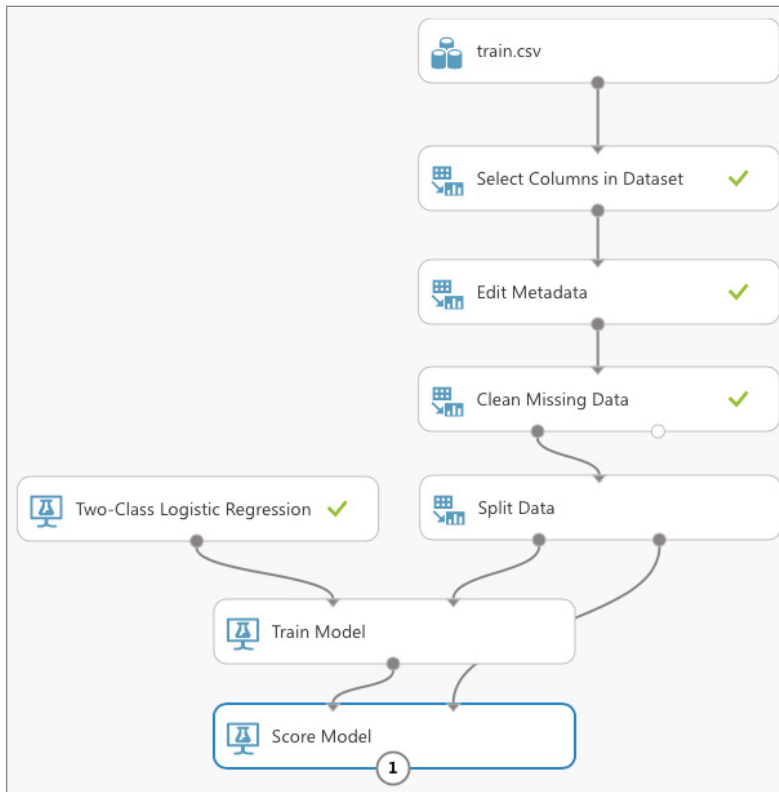 train.csv
Select Columns in Dataset
Edit Metadata
Clean Missing Data
Two-Class Logistic Regression
Split Data
Train Model
Score Model
1